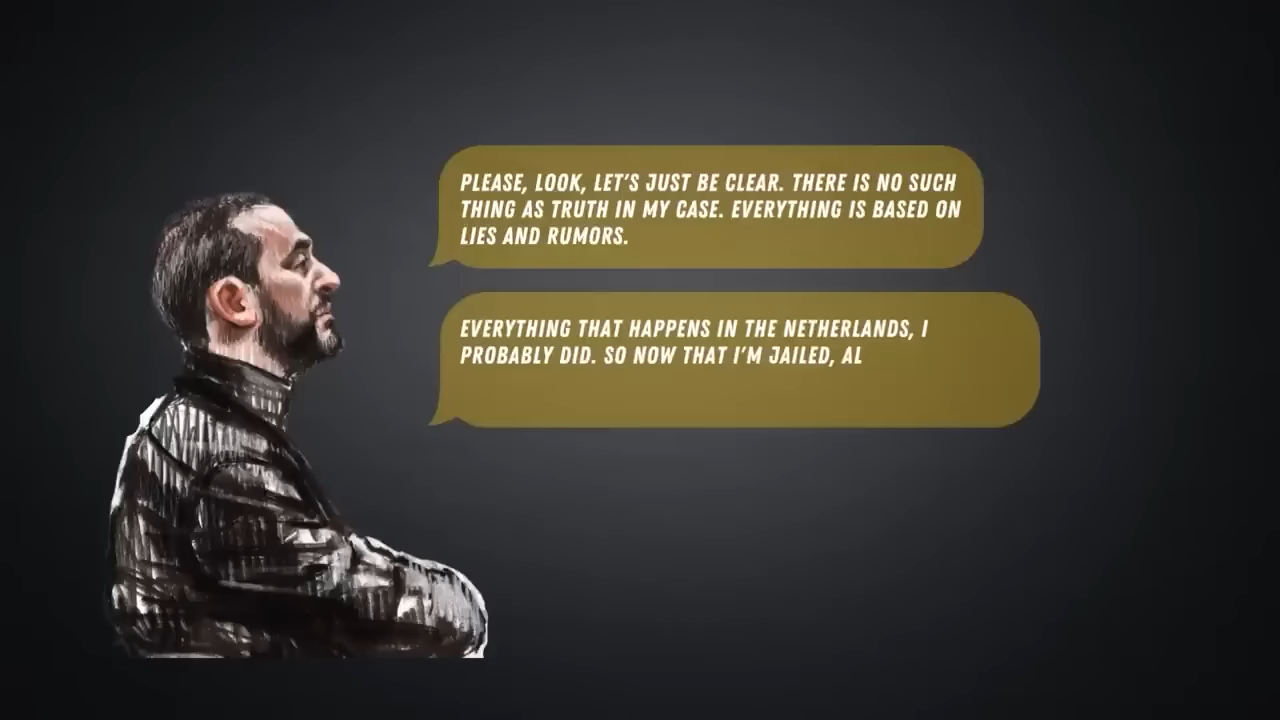 PLEASE, LOOK, LET'S JUST BE CLEAR. THERE IS NO SUCH
THING AS TRUTH IN MY CASE. EVERYTHING IS BASED ON
LIES AND RUMORS.
EVERYTHING THAT HAPPENS IN THE NETHERLANDS, I
PROBABLY DID. SO NOW THAT I'M JAILED, AL